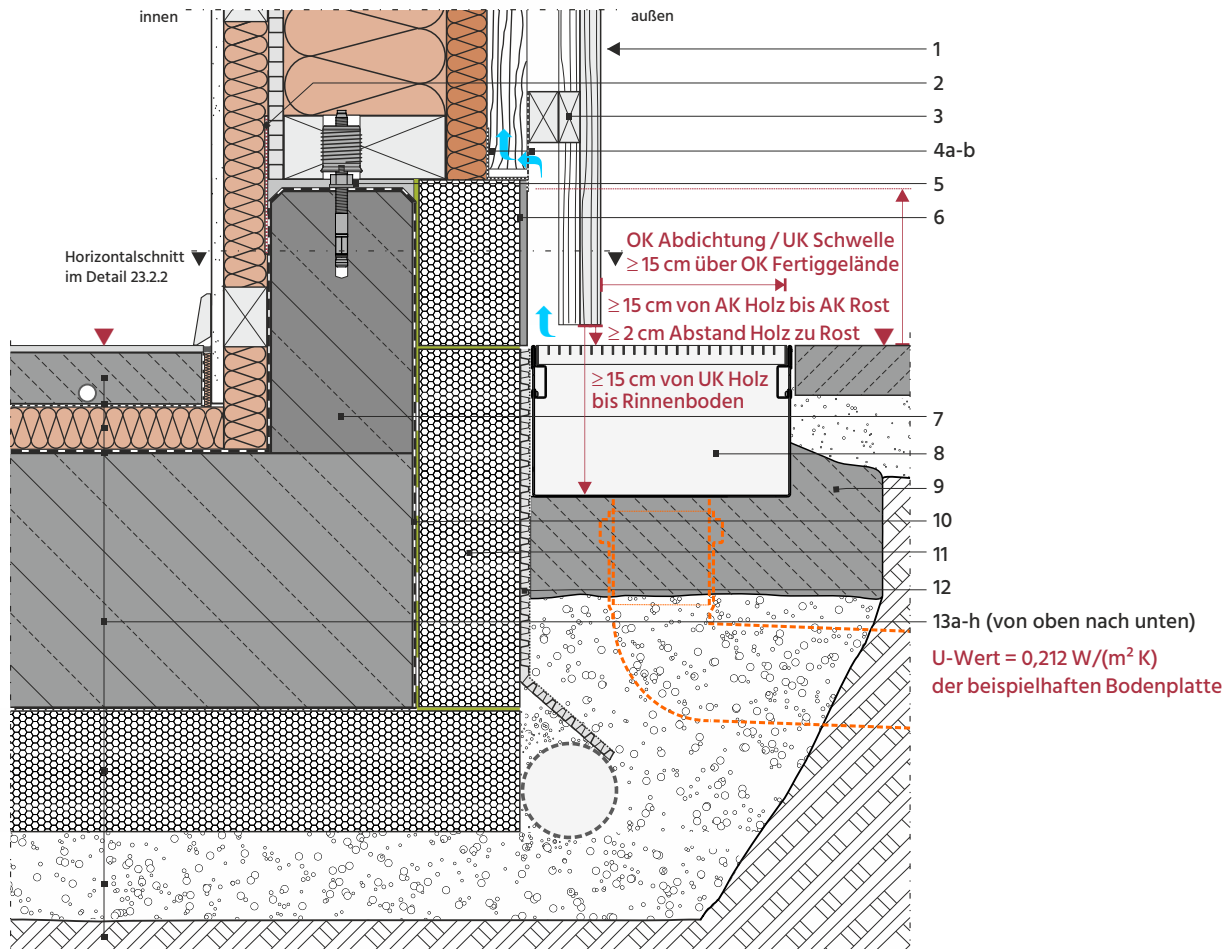 innen
außen
1
2
3
4a-b
5
6
OK Abdichtung / UK Schwelle
≥ 15 cm über OK Fertiggelände
Horizontalschnitt
im Detail 23.2.2
≥ 15 cm von AK Holz bis AK Rost
≥ 2 cm Abstand Holz zu Rost
≥ 15 cm von UK Holz
bis Rinnenboden
7
8
9
10
11
12
13a-h (von oben nach unten)
U-Wert = 0,212 W/(m² K)
der beispielhaften Bodenplatte